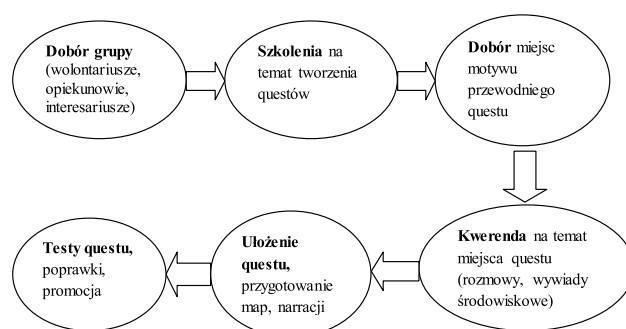 Dobór grupy
(wolontariusze,
opiekunowie,
interesariusze)
Szkolenia na
temat tworzenia
questów
Dobór miejsc
motywu
przewodniego
questu
Kwerenda na temat
miejsca questu
(rozmowy, wywiady
środowiskowe)
Ułożenie
questu,
przygotowanie
map, narracji
Testy questu,
poprawki,
promocja